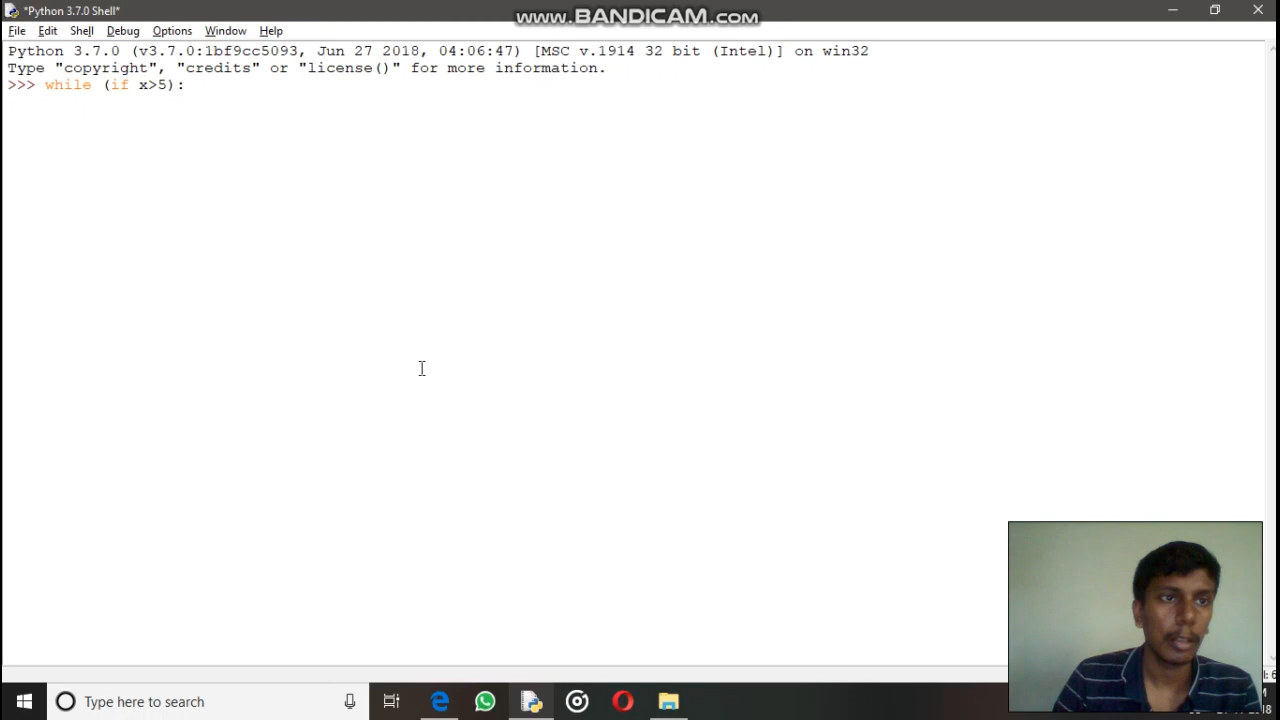 *Python 3.7.0 Shell*
www.BANDICAM.com
File Edit Shell Debug Options Window Help
Python 3.7.0 (v3.7.0:1bf9cc5093, Jun 27 2018, 04:06:47) [MSC v.1914 32 bit (Intel)] on win32
Type "copyright", "credits" or "license()" for more information.
>>> while (if x>5):
Type here to search